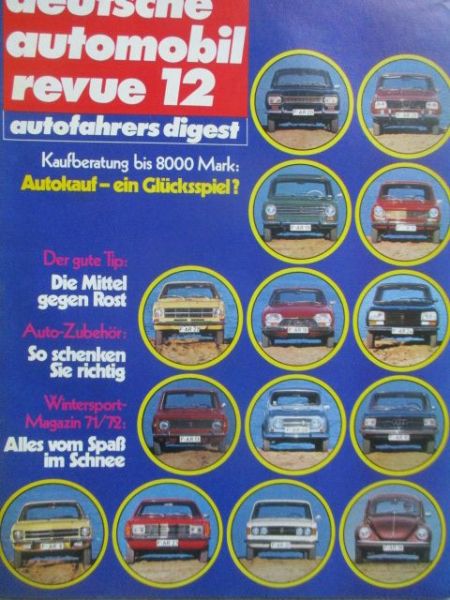 deutsche
automobil
revue 12
autofahrers digest
Kaufberatung bis 8000 Mark:
Autokauf – ein Glücksspiel?
Der gute Tip:
Die Mittel
gegen Rost
Auto-Zubehör:
So schenken
Sie richtig
Wintersport-
Magazin 71/72:
Alles vom Spaß
im Schnee